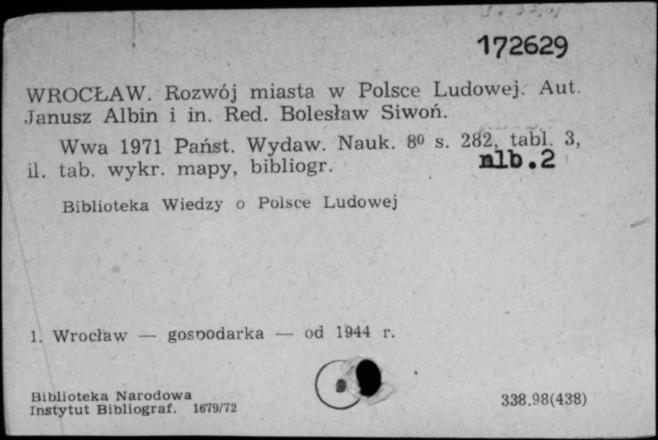 172629
WROCŁAW. Rozwój miasta w Polsce Ludowej. Aut.
Janusz Albin i in. Red. Bolesław Siwoń.
Wwa 1971 Państ. Wydaw. Nauk. 8⁰ s. 282, tabl. 3,
nlb.2
il. tab. wykr. mapy, bibliogr.
Biblioteka Wiedzy o Polsce Ludowej
1. Wrocław — gospodarka — od 1944 r.
Biblioteka Narodowa
Instytut Bibliograf. 1679/72
338.98(438)